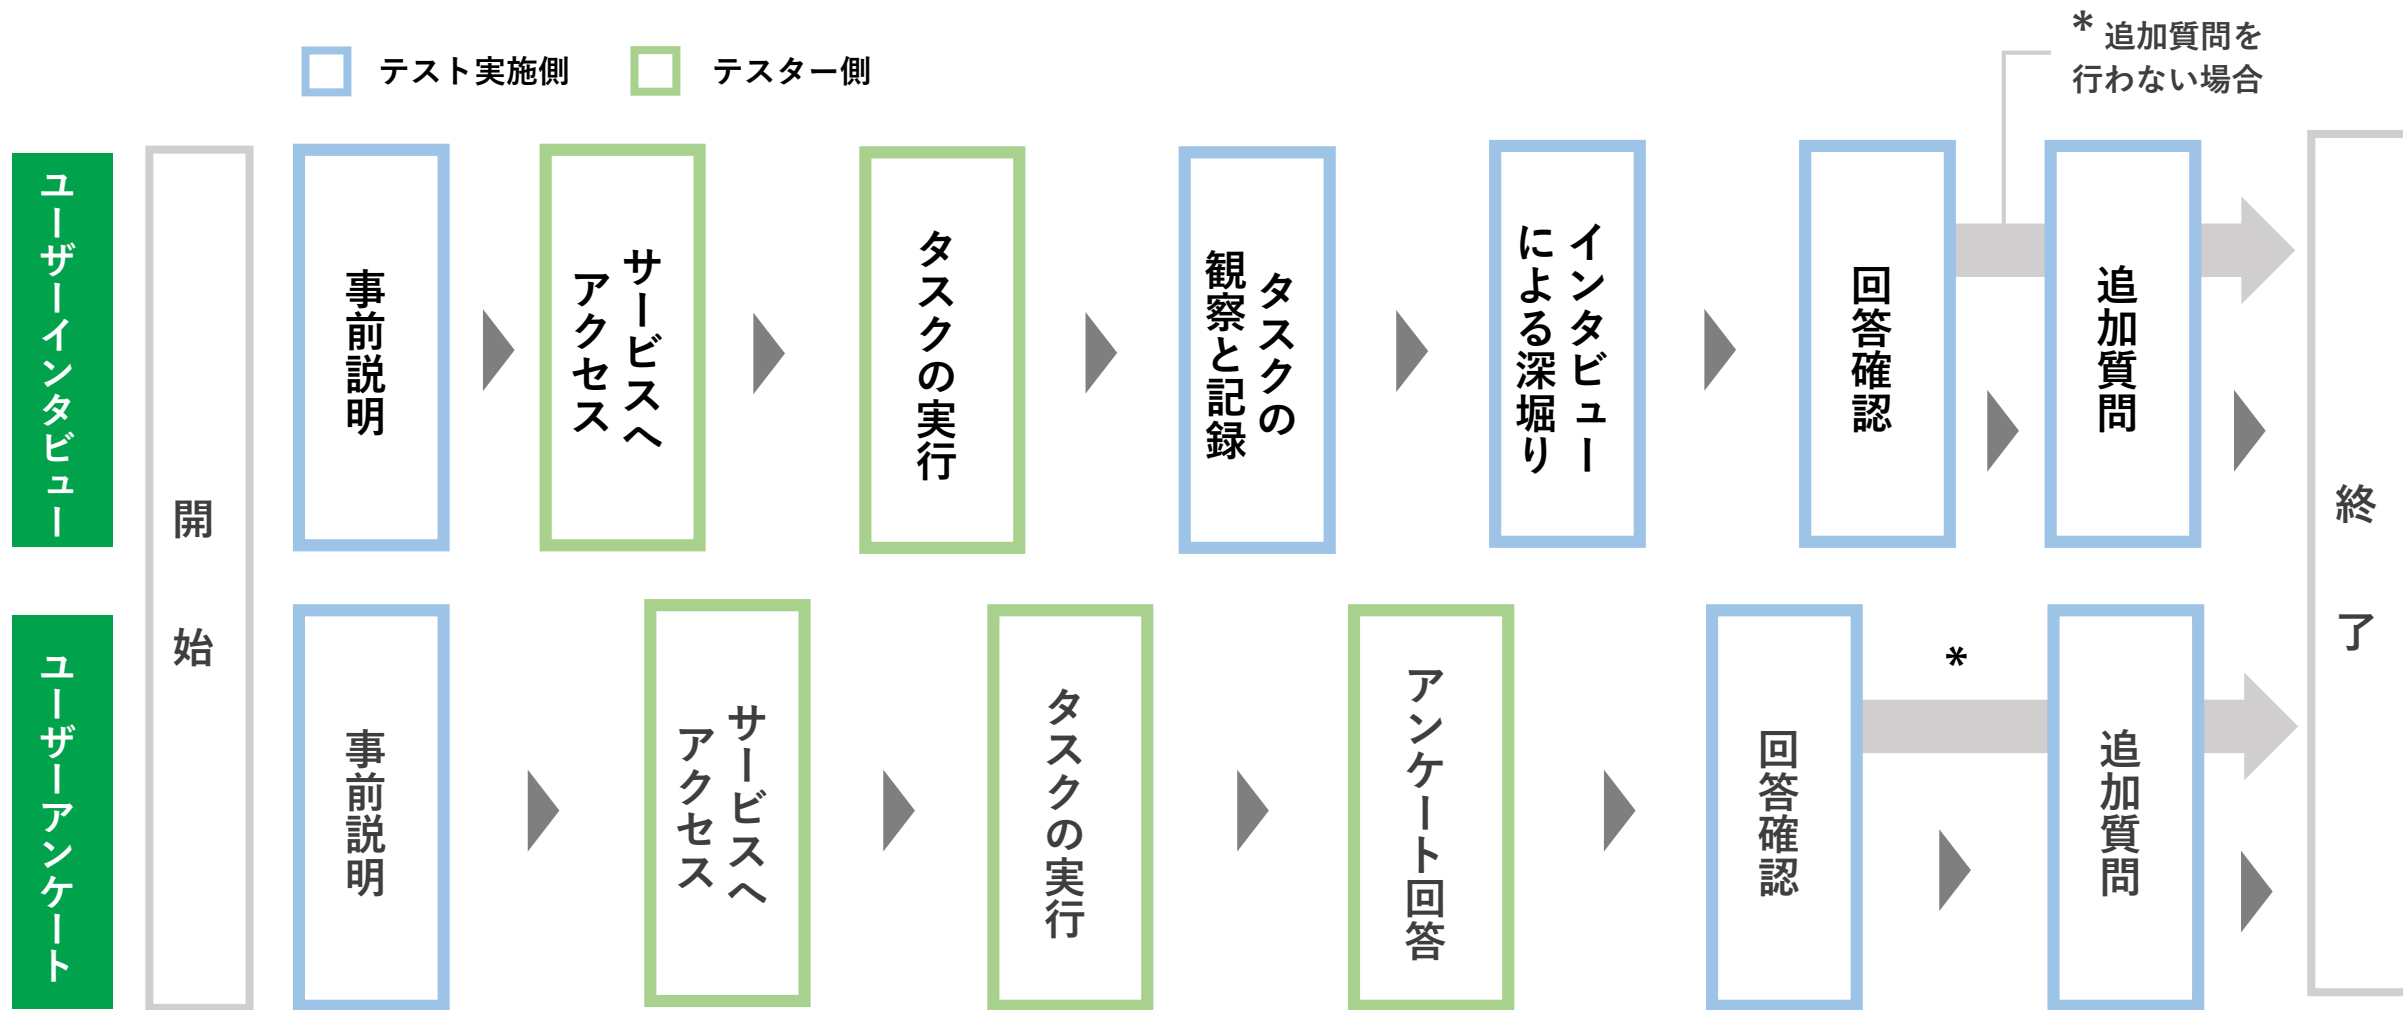 テスト実施側
テスター側
* 追加質問を
行わない場合
ユーザーインタビュー
開始
事前説明
サービスへ
アクセス
タスクの実行
タスクの
観察と記録
インタビュー
による深堀り
回答確認
追加質問
終了
ユーザーアンケート
事前説明
サービスへ
アクセス
タスクの実行
アンケート回答
回答確認
*
追加質問